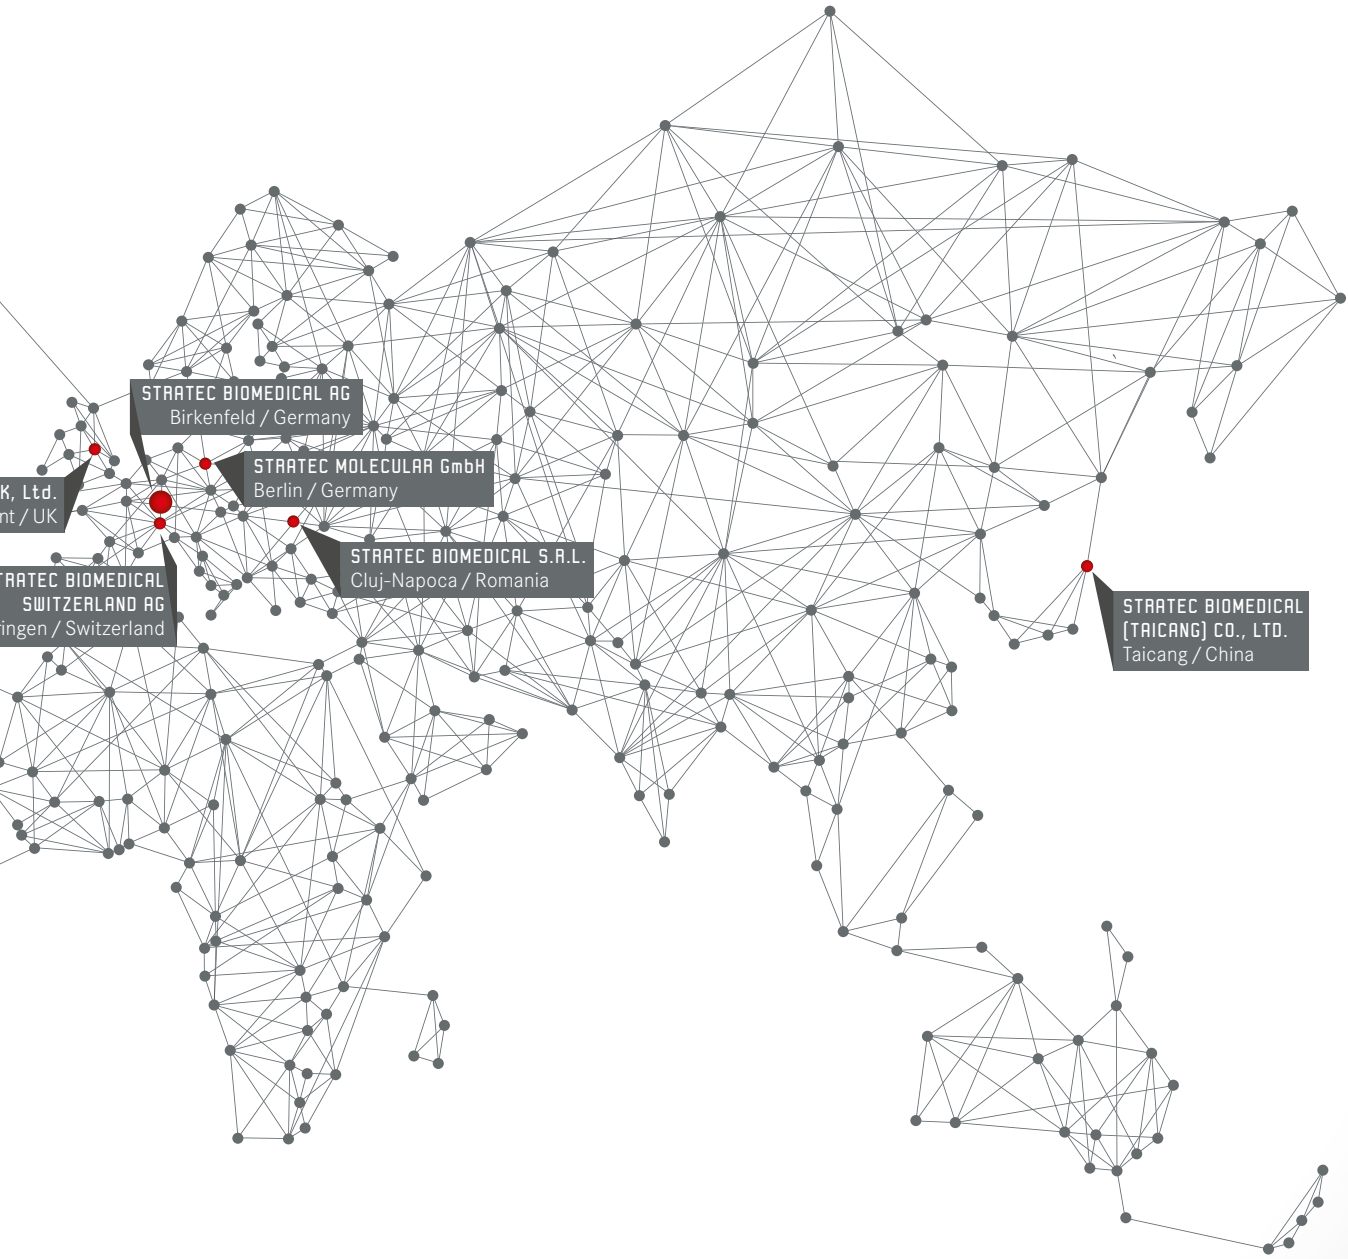 STRATEC BIOMEDICAL AG
Birkenfeld / Germany
STRATEC MOLECULAR GmbH
Berlin / Germany
K, Ltd.
nt / UK
STRATEC BIOMEDICAL S.R.L.
Cluj-Napoca / Romania
TRATEC BIOMEDICAL
SWITZERLAND AG
ringen / Switzerland
STRATEC BIOMEDICAL
(TAICANG) CO., LTD.
Taicang / China